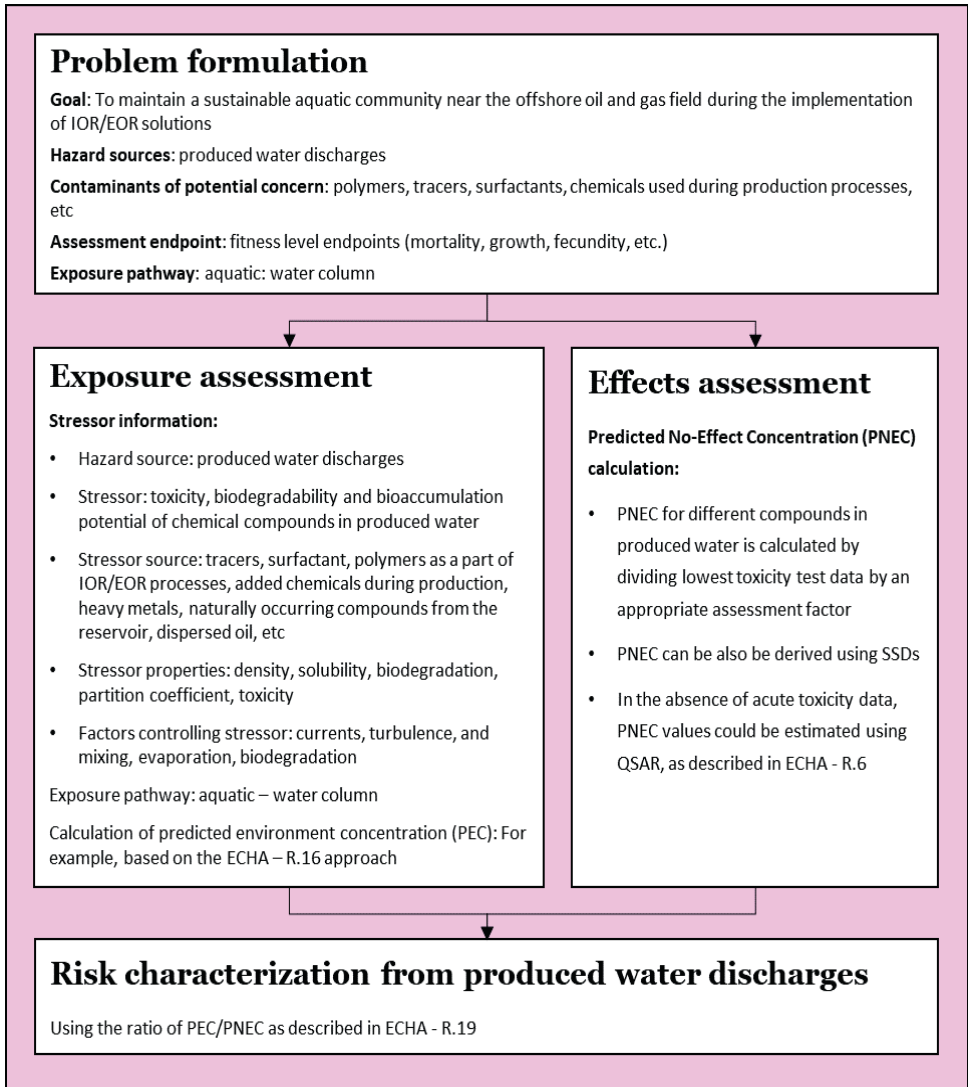 Problem formulation
Goal: To maintain a sustainable aquatic community near the offshore oil and gas field during the implementation
of IOR/EOR solutions
Hazard sources: produced water discharges
Contaminants of potential concern: polymers, tracers, surfactants, chemicals used during production processes,
etc
Assessment endpoint: fitness level endpoints (mortality, growth, fecundity, etc.)
Exposure pathway: aquatic: water column
Exposure assessment
Stressor information:
• Hazard source: produced water discharges
• Stressor: toxicity, biodegradability and bioaccumulation
potential of chemical compounds in produced water
• Stressor source: tracers, surfactant, polymers as a part of
IOR/EOR processes, added chemicals during production,
heavy metals, naturally occurring compounds from the
reservoir, dispersed oil, etc
• Stressor properties: density, solubility, biodegradation,
partition coefficient, toxicity
• Factors controlling stressor: currents, turbulence, and
mixing, evaporation, biodegradation
Exposure pathway: aquatic – water column
Calculation of predicted environment concentration (PEC): For
example, based on the ECHA – R.16 approach
Effects assessment
Predicted No-Effect Concentration (PNEC)
calculation:
• PNEC for different compounds in
produced water is calculated by
dividing lowest toxicity test data by an
appropriate assessment factor
• PNEC can be also be derived using SSDs
• In the absence of acute toxicity data,
PNEC values could be estimated using
QSAR, as described in ECHA - R.6
Risk characterization from produced water discharges
Using the ratio of PEC/PNEC as described in ECHA - R.19